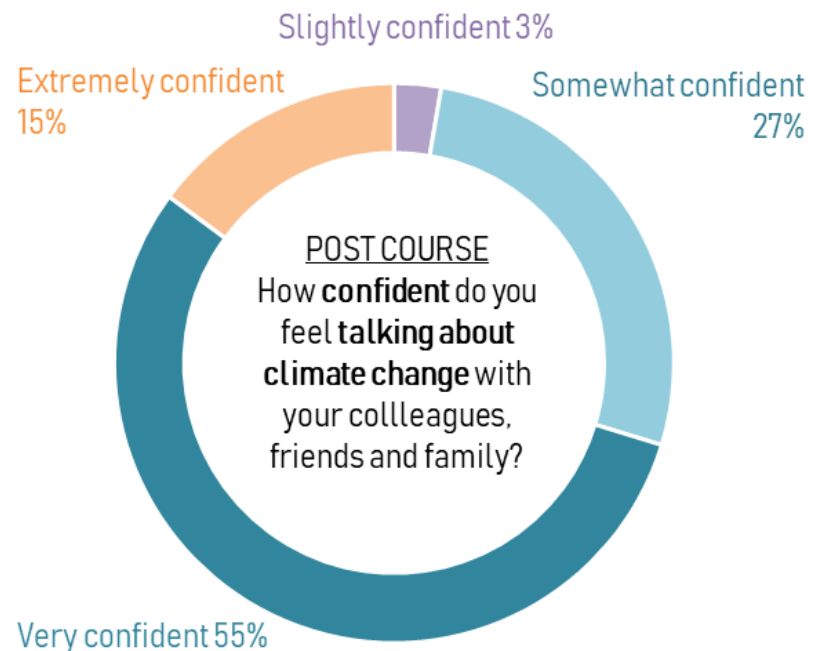 Slightly confident 3%
Extremely confident
15%
Somewhat confident
27%
POST COURSE
How confident do you
feel talking about
climate change with
your collleagues,
friends and family?
Very confident 55%